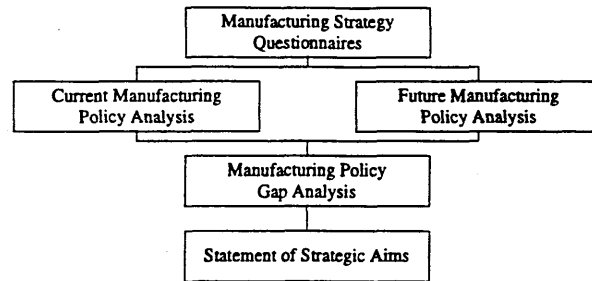 Manufacturing Strategy
Questionnaires
Current Manufacturing
Policy Analysis
Future Manufacturing
Policy Analysis
Manufacturing Policy
Gap Analysis
Statement of Strategic Aims